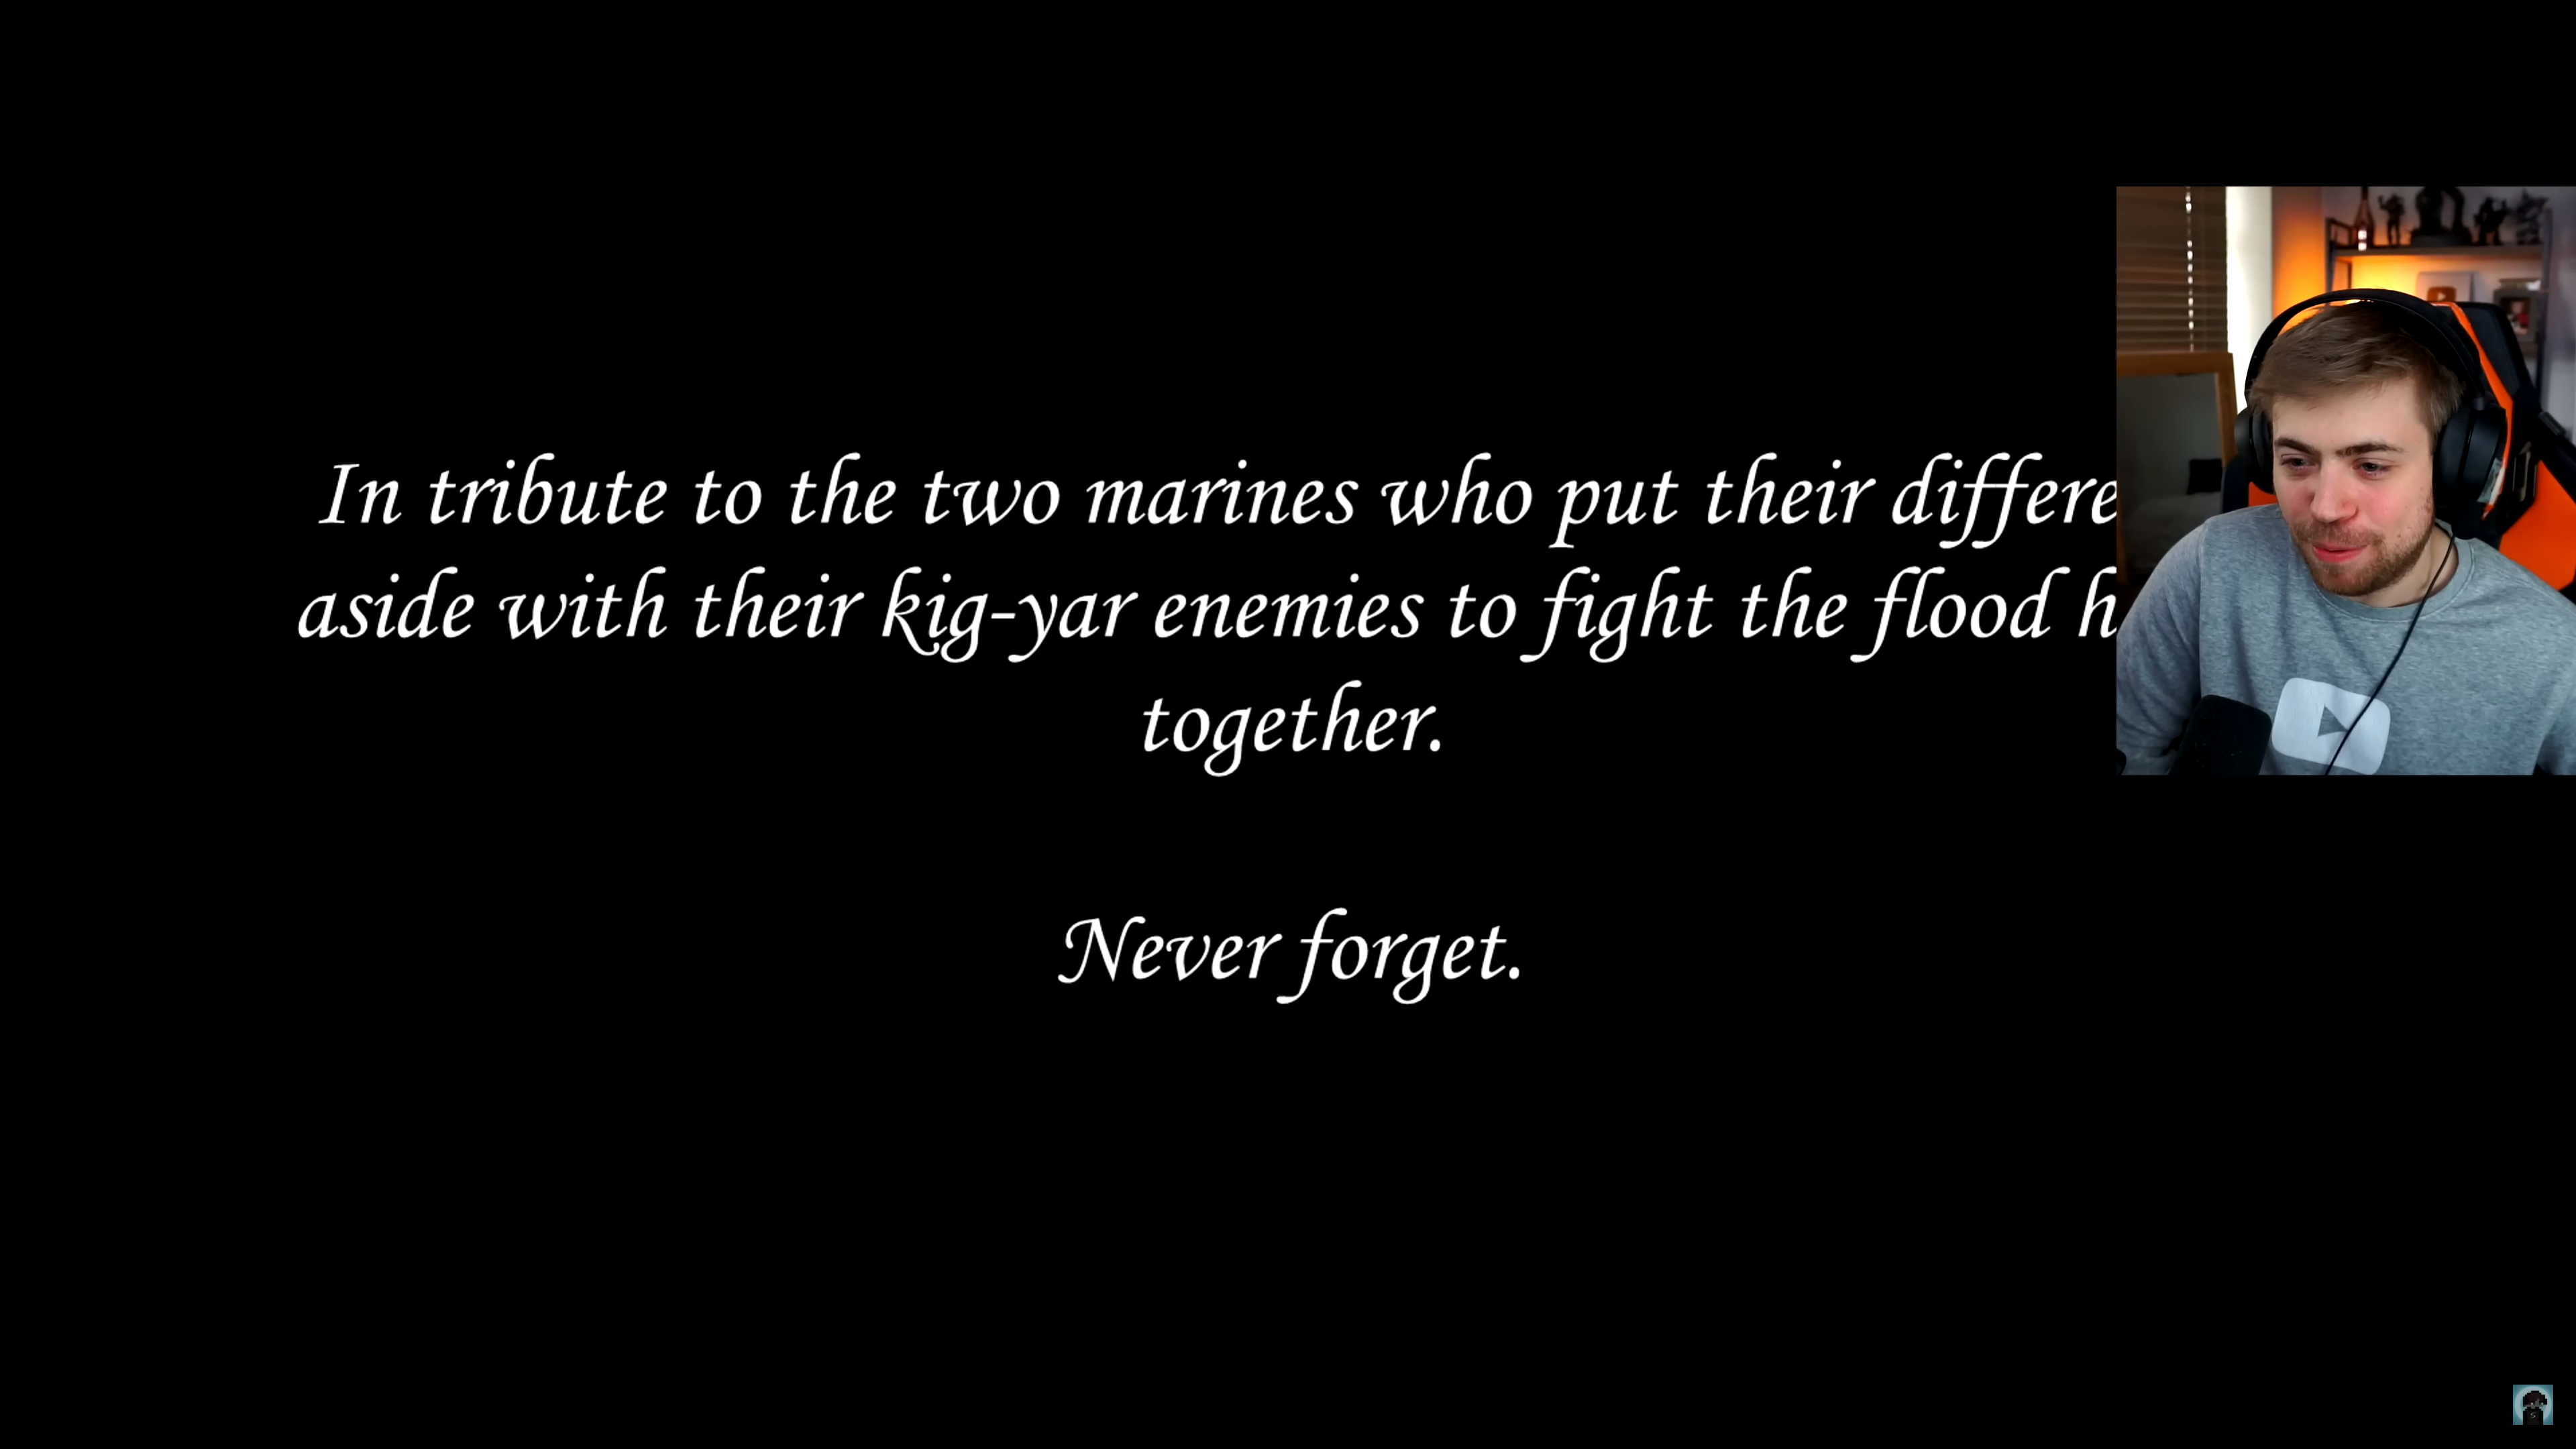 In tribute to the two marines who put their differe
aside with their kig-yar enemies to fight the flood h
together.
Never forget.